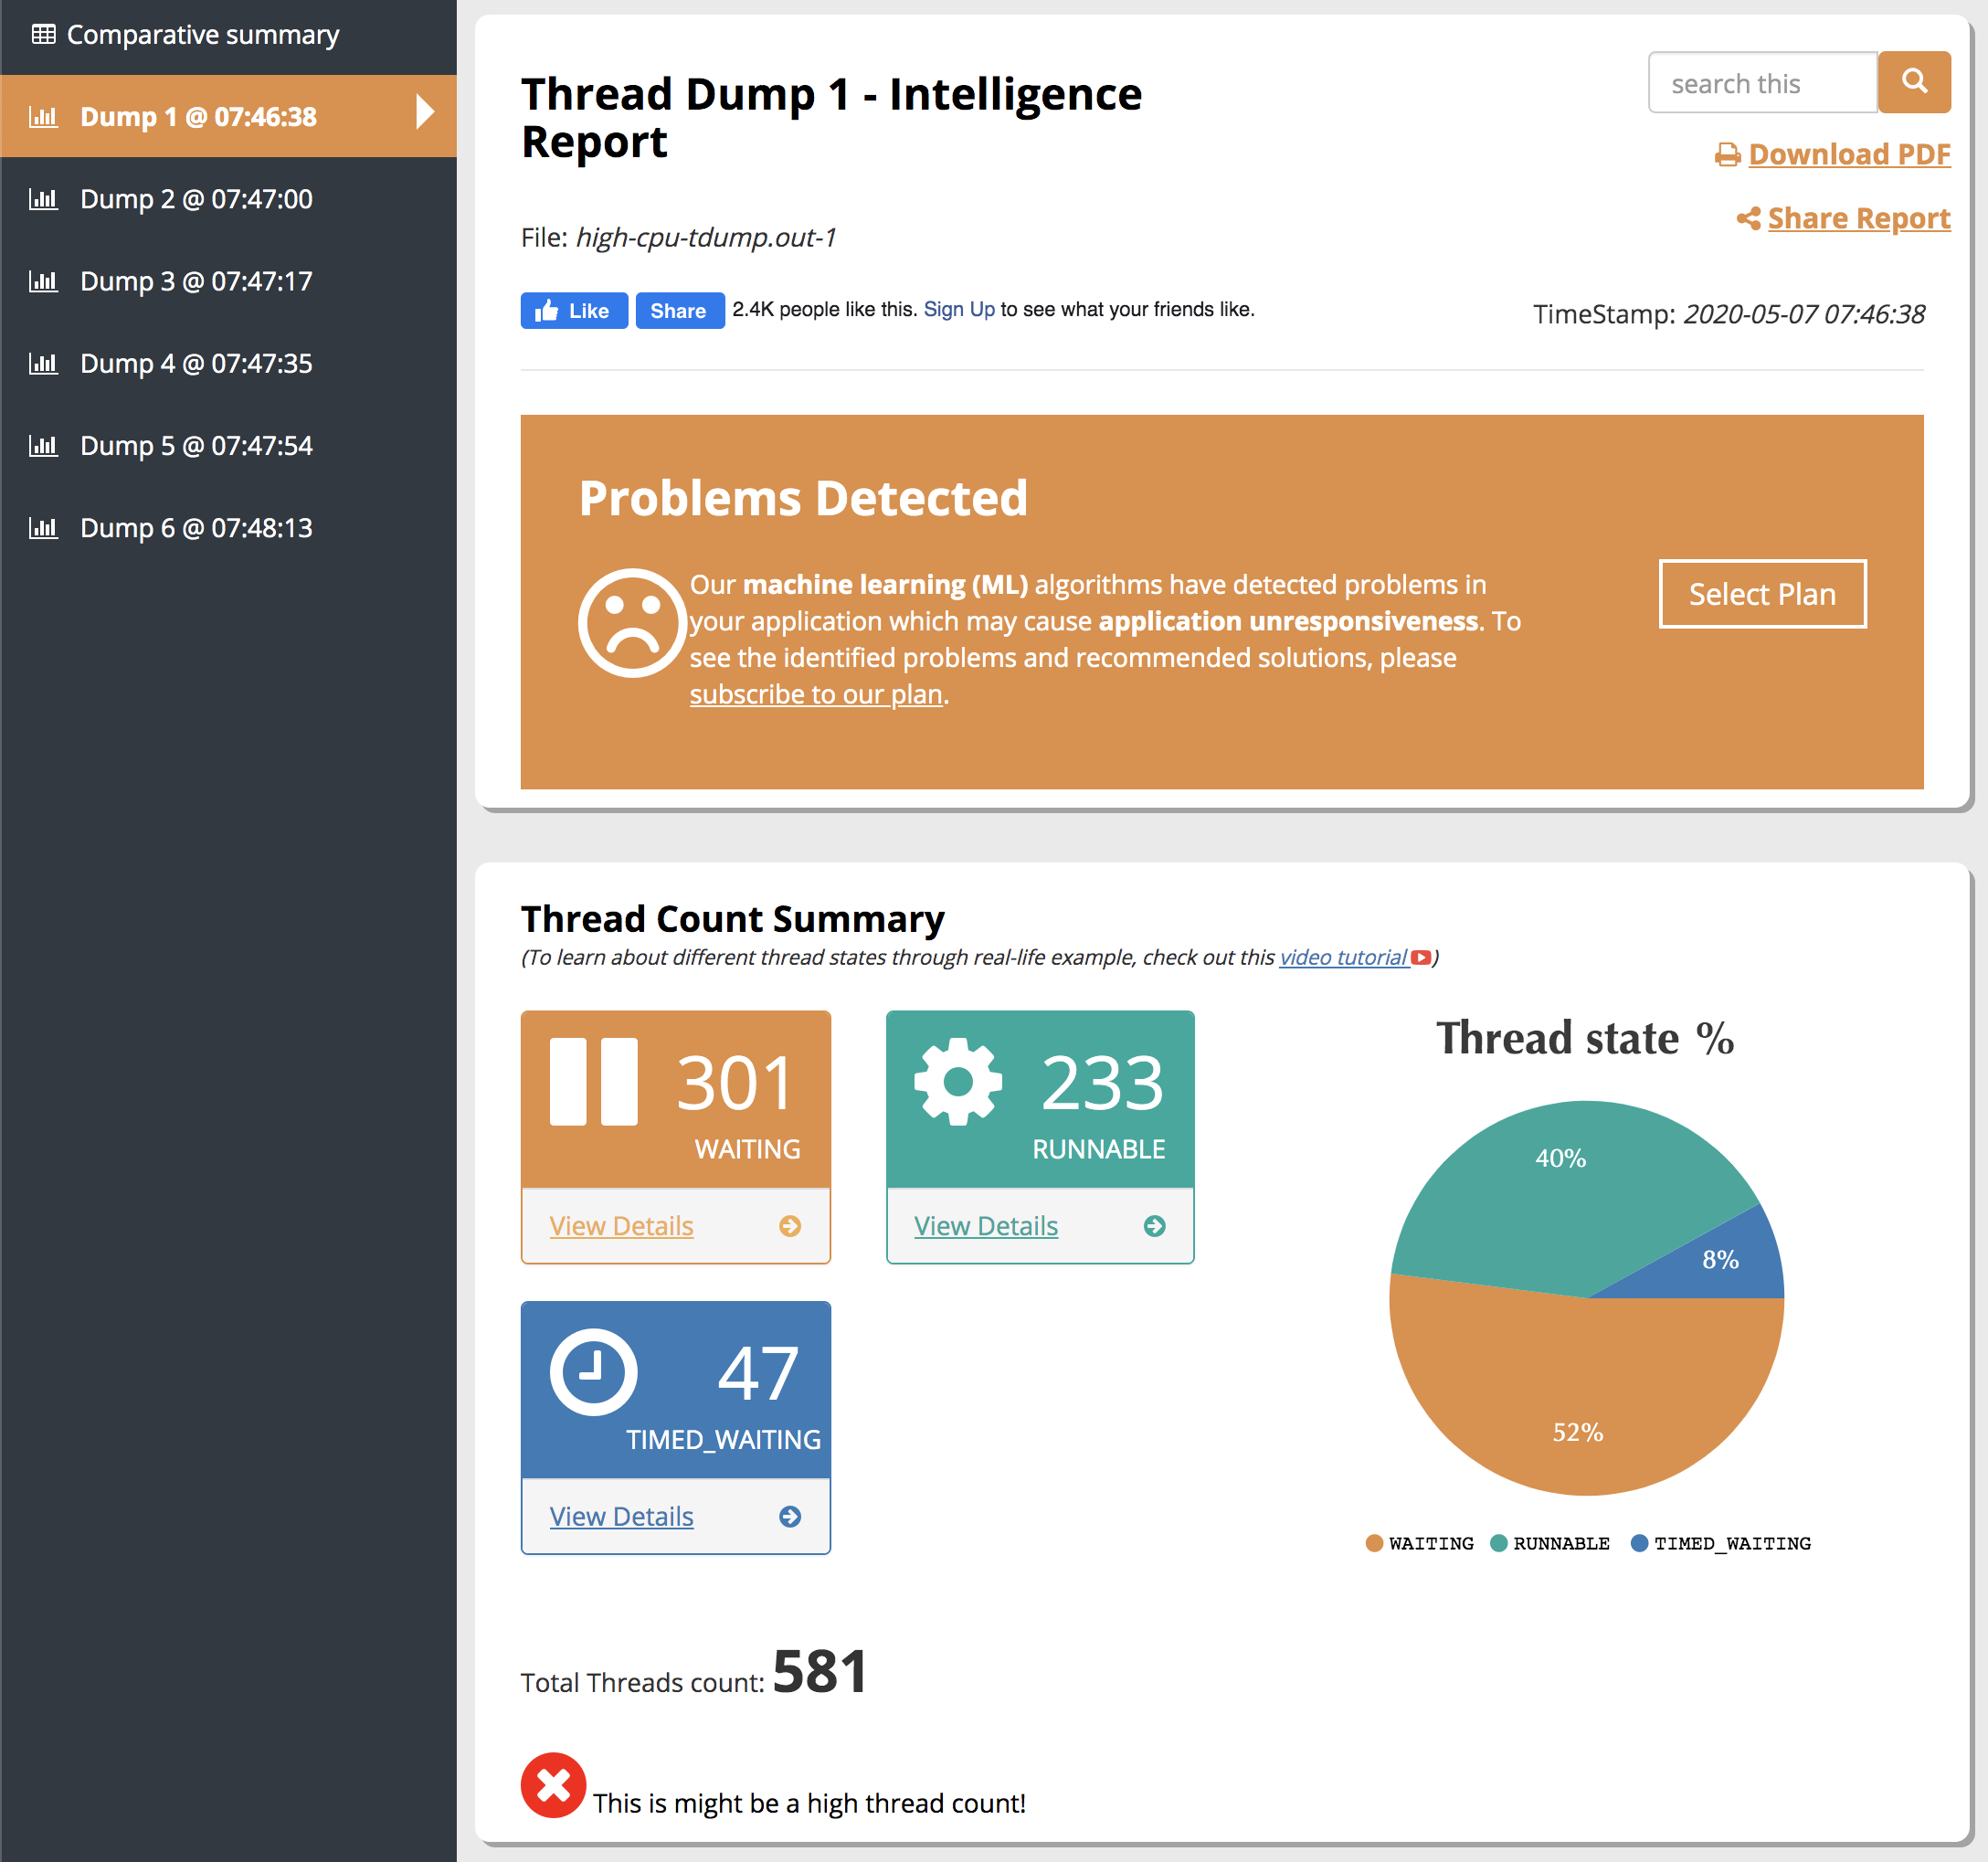 Comparative summary
Dump 1 @ 07:46:38
Dump 2 @ 07:47:00
Dump 3 @ 07:47:17
Dump 4 @ 07:47:35
Dump 5 @ 07:47:54
Dump 6 @ 07:48:13
Thread Dump 1 - Intelligence
Report
search this
Download PDF
Share Report
File: high-cpu-tdump.out-1
Like Share 2.4K people like this. Sign Up to see what your friends like.
TimeStamp: 2020-05-07 07:46:38
Problems Detected
Our machine learning (ML) algorithms have detected problems in
your application which may cause application unresponsiveness. To
see the identified problems and recommended solutions, please
subscribe to our plan.
Select Plan
Thread Count Summary
(To learn about different thread states through real-life example, check out this video tutorial )
301
WAITING
View Details
233
RUNNABLE
View Details
47
TIMED_WAITING
View Details
Thread state %
40%
8%
52%
WAITING RUNNABLE TIMED_WAITING
Total Threads count: 581
This is might be a high thread count!